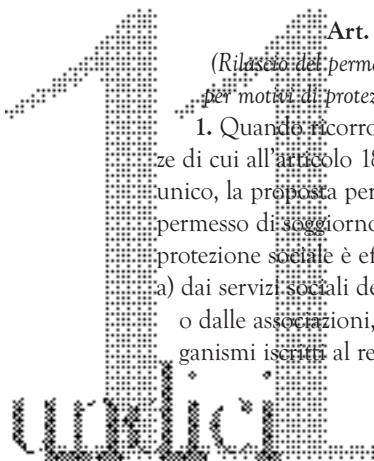 11
Art.
(Rilascio del perme
per motivi di protez
1. Quando ricorro
ze di cui all'articolo 18
unico, la proposta per
permesso di soggiorno
protezione sociale è ef
a) dai servizi sociali de
o dalle associazioni,
ganismi iscritti al re
undici